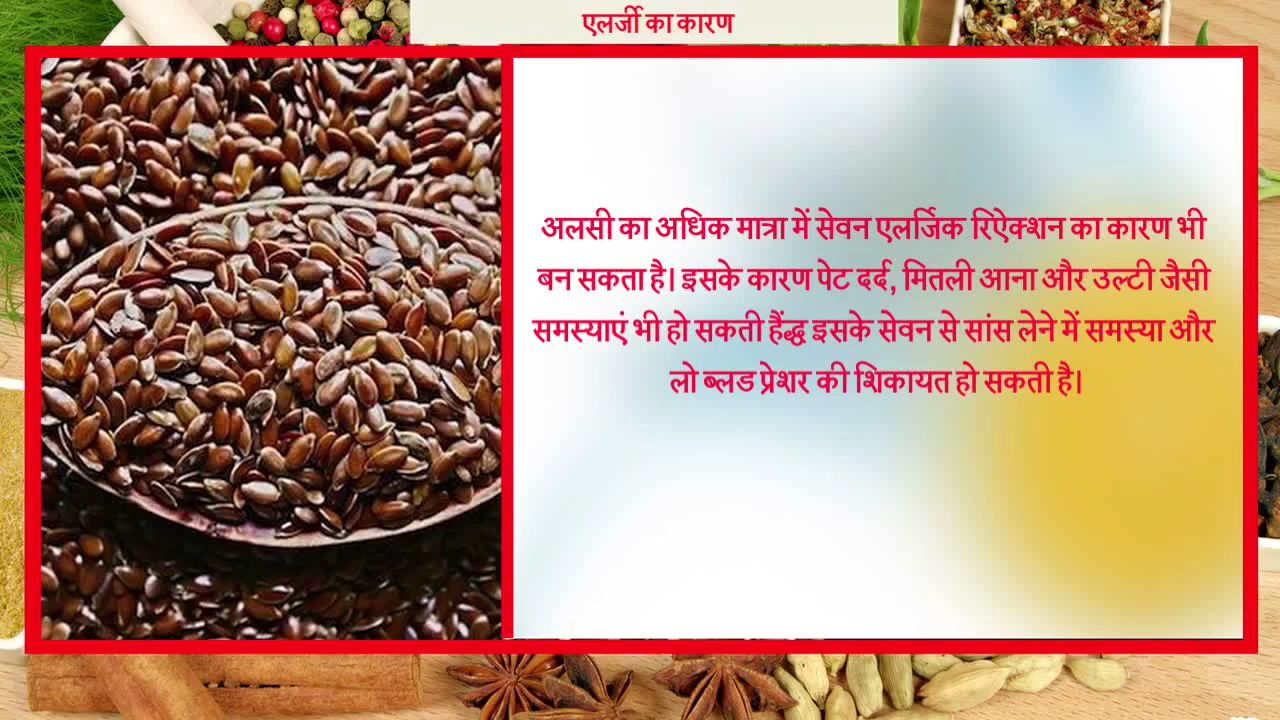 एलर्जी का कारण
अलसी का अधिक मात्रा में सेवन एलर्जिक रिऐक्शन का कारण भी
बन सकता है। इसके कारण पेट दर्द, मितली आना और उल्टी जैसी
समस्याएं भी हो सकती हैंद्ध इसके सेवन से सांस लेने में समस्या और
लो ब्लड प्रेशर की शिकायत हो सकती है।